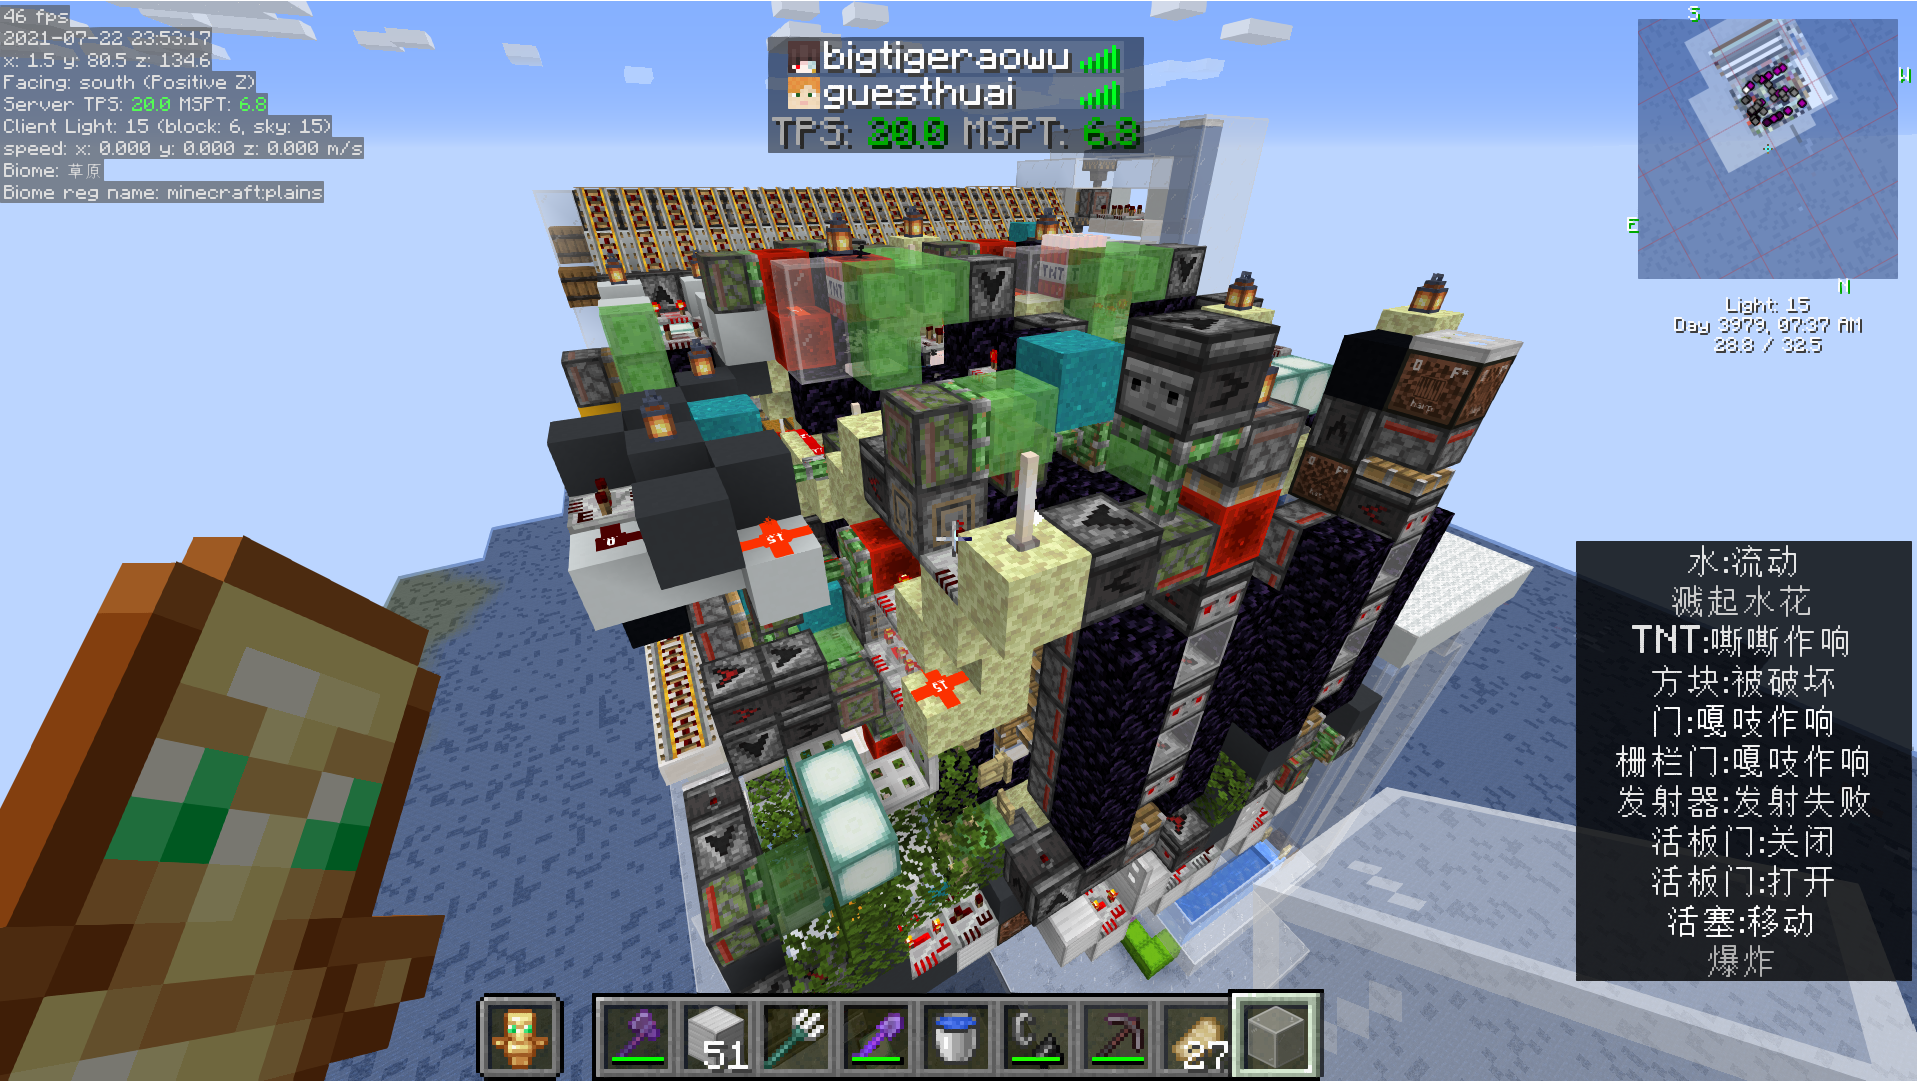 46 fps
2021-07-22 23:53:17
x: 1.5 y: 80.5 z: 134.6
Facing: south (Positive Z)
Server TPS: 20.0 MSPT: 6.8
Client Light: 15 (block: 6, sky: 15)
speed: x: 0.000 y: 0.000 z: 0.000 m/s
Biome: 草原
Biome reg name: minecraft:plains
bigtigeraowu
guesthuai
TPS: 20.0 MSPT: 6.8
S
W
E
N
Light: 15
Day 3979, 07:37 AM
28.8 / 32.5
TNT
TNT
15
0
15
水:流动
溅起水花
TNT:嘶嘶作响
方块:被破坏
门:嘎吱作响
栅栏门:嘎吱作响
发射器:发射失败
活板门:关闭
活板门:打开
活塞:移动
爆炸
51
27